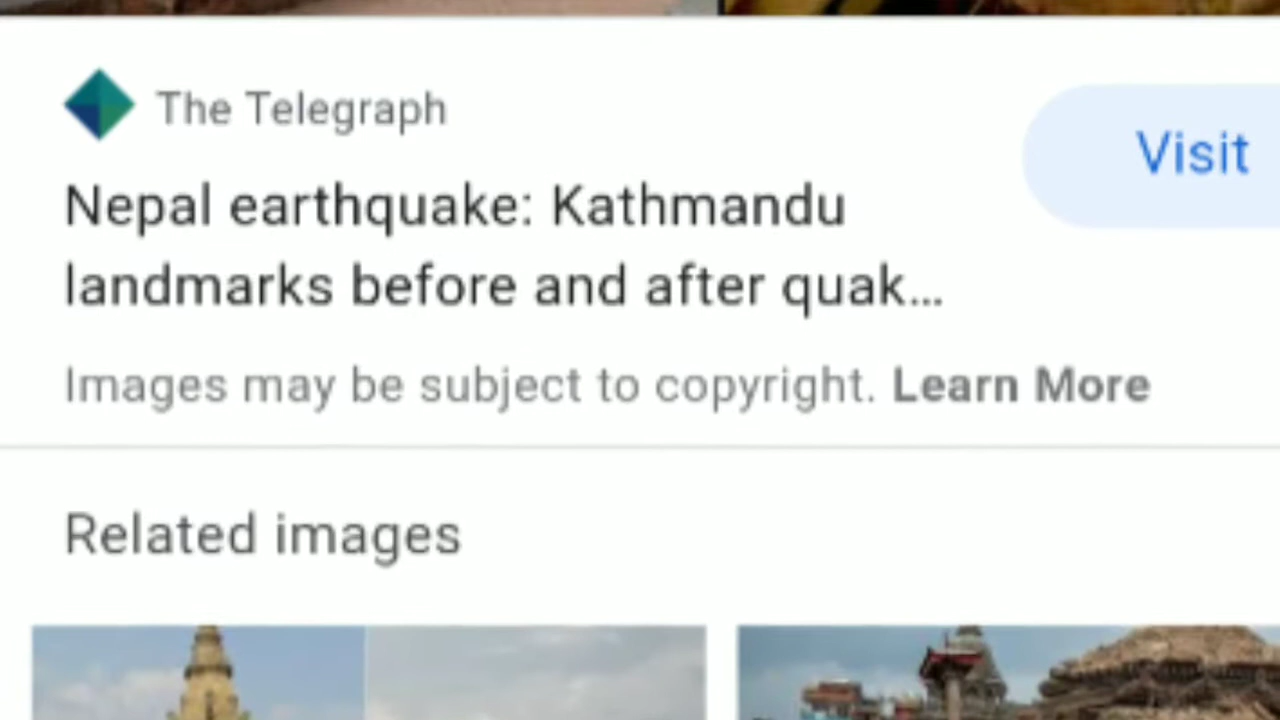 The Telegraph
Visit
Nepal earthquake: Kathmandu
landmarks before and after quak...
Images may be subject to copyright. Learn More
Related images